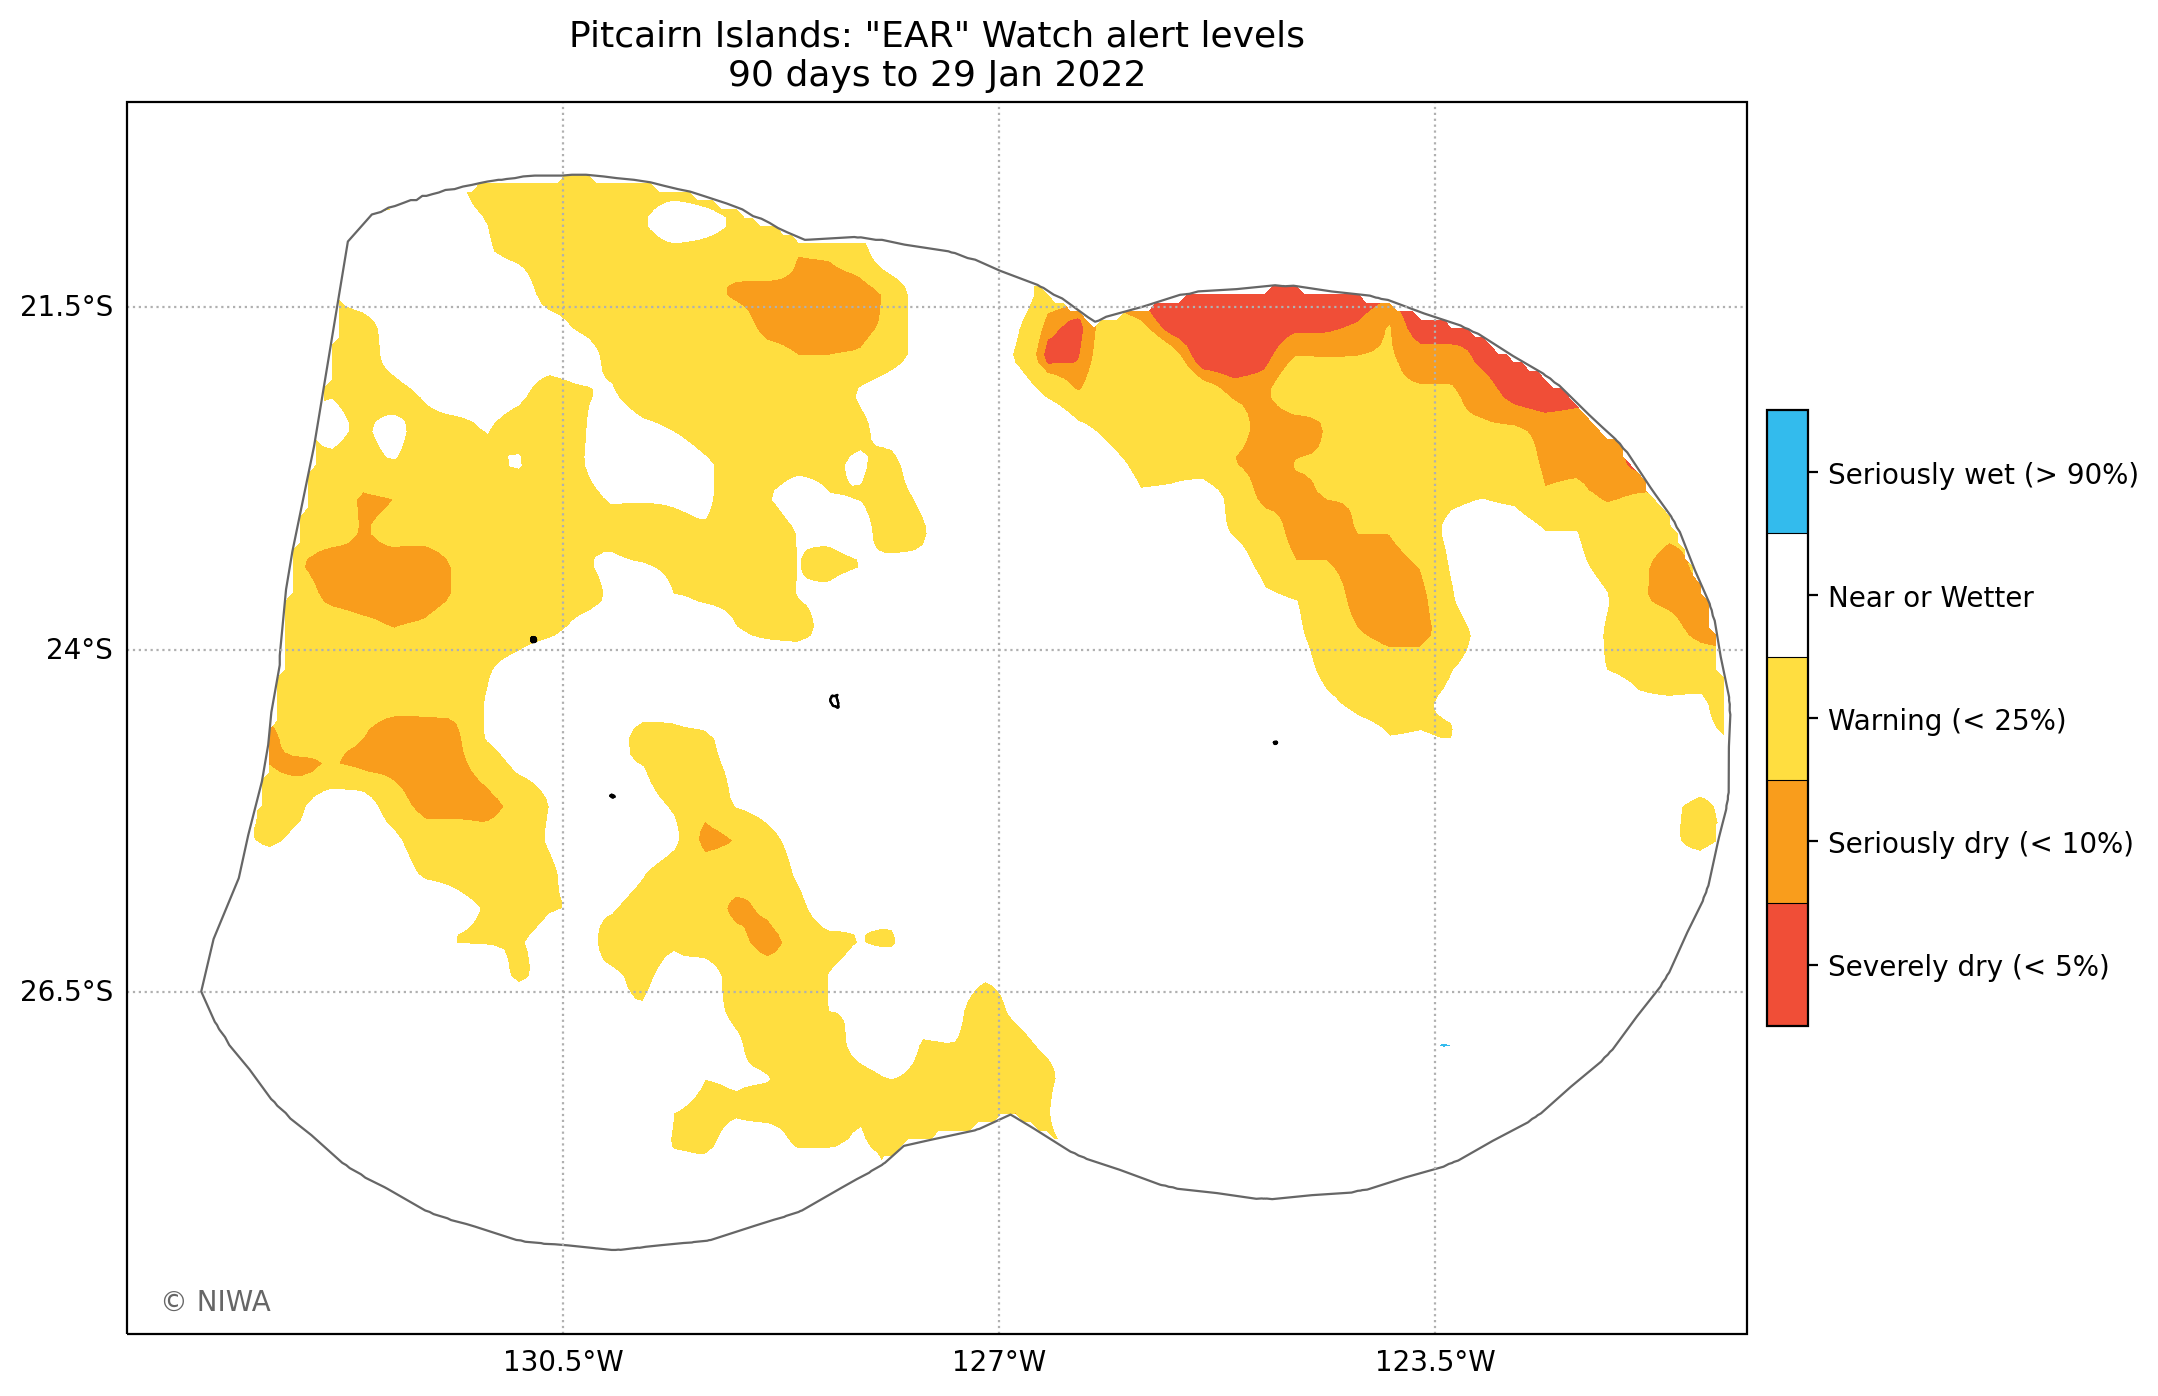 Pitcairn Islands: "EAR" Watch alert levels
90 days to 29 Jan 2022
21.5°S
24°S
26.5°S
130.5°W
127°W
123.5°W
Seriously wet (> 90%)
Near or Wetter
Warning (< 25%)
Seriously dry (< 10%)
Severely dry (< 5%)
© NIWA